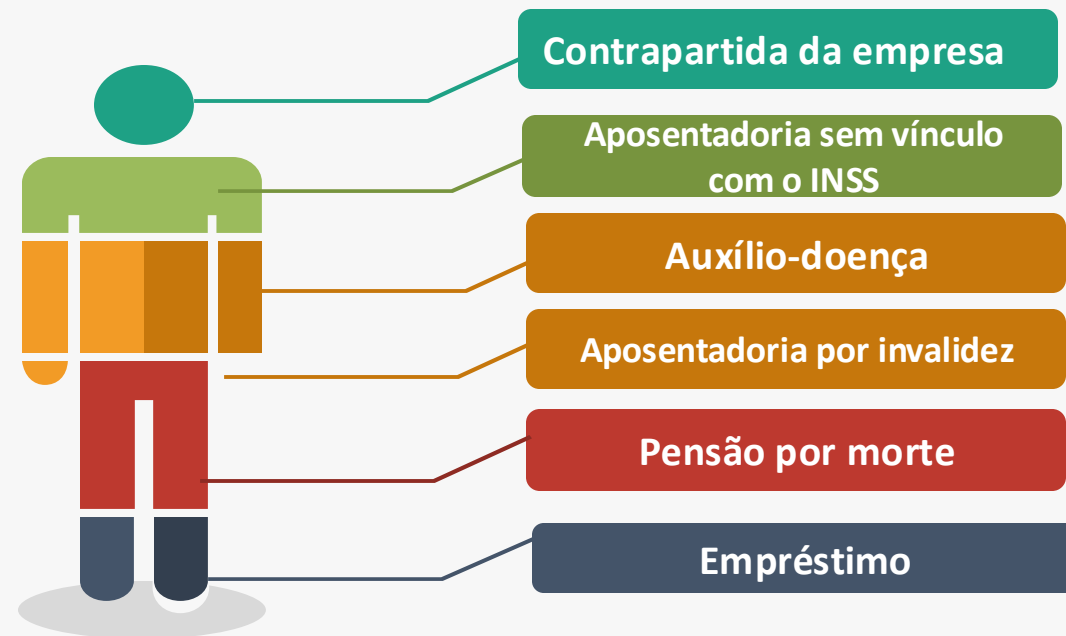 Contrapartida da empresa
Aposentadoria sem vínculo
com o INSS
Auxílio-doença
Aposentadoria por invalidez
Pensão por morte
Empréstimo